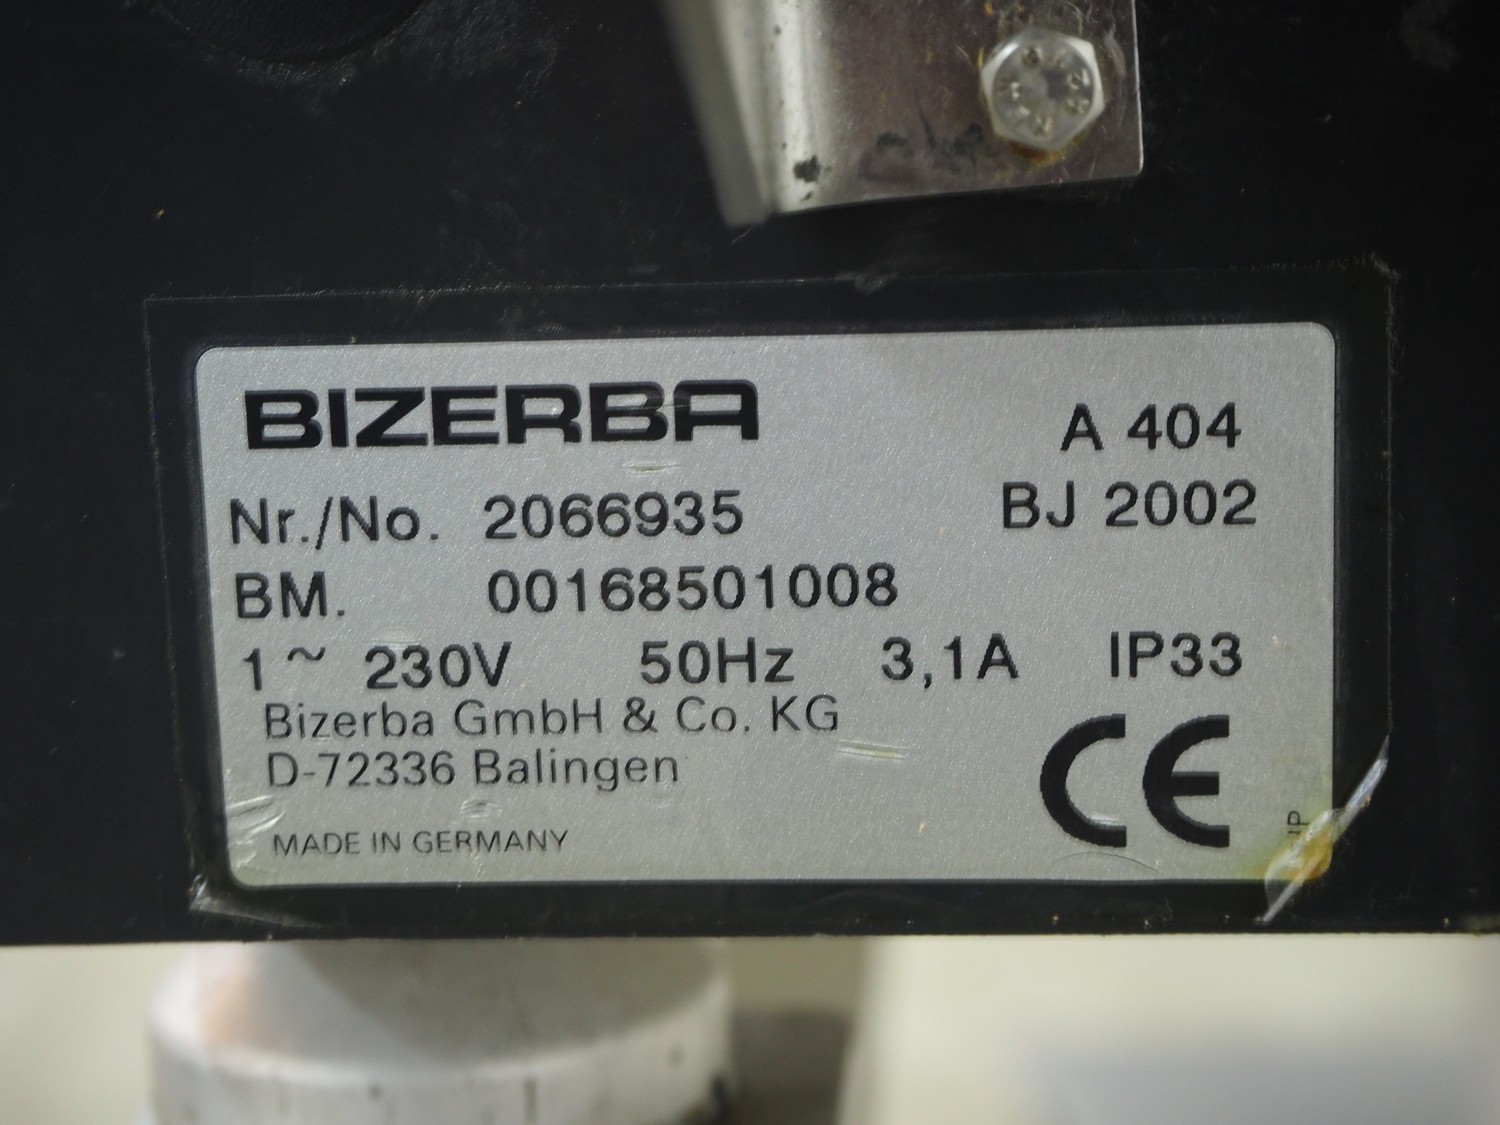 BIZERBA
A 404
Nr./No. 2066935 BJ 2002
BM. 00168501008
1 ~ 230V 50Hz 3,1A IP33
Bizerba GmbH & Co. KG
D-72336 Balingen
CE
MADE IN GERMANY